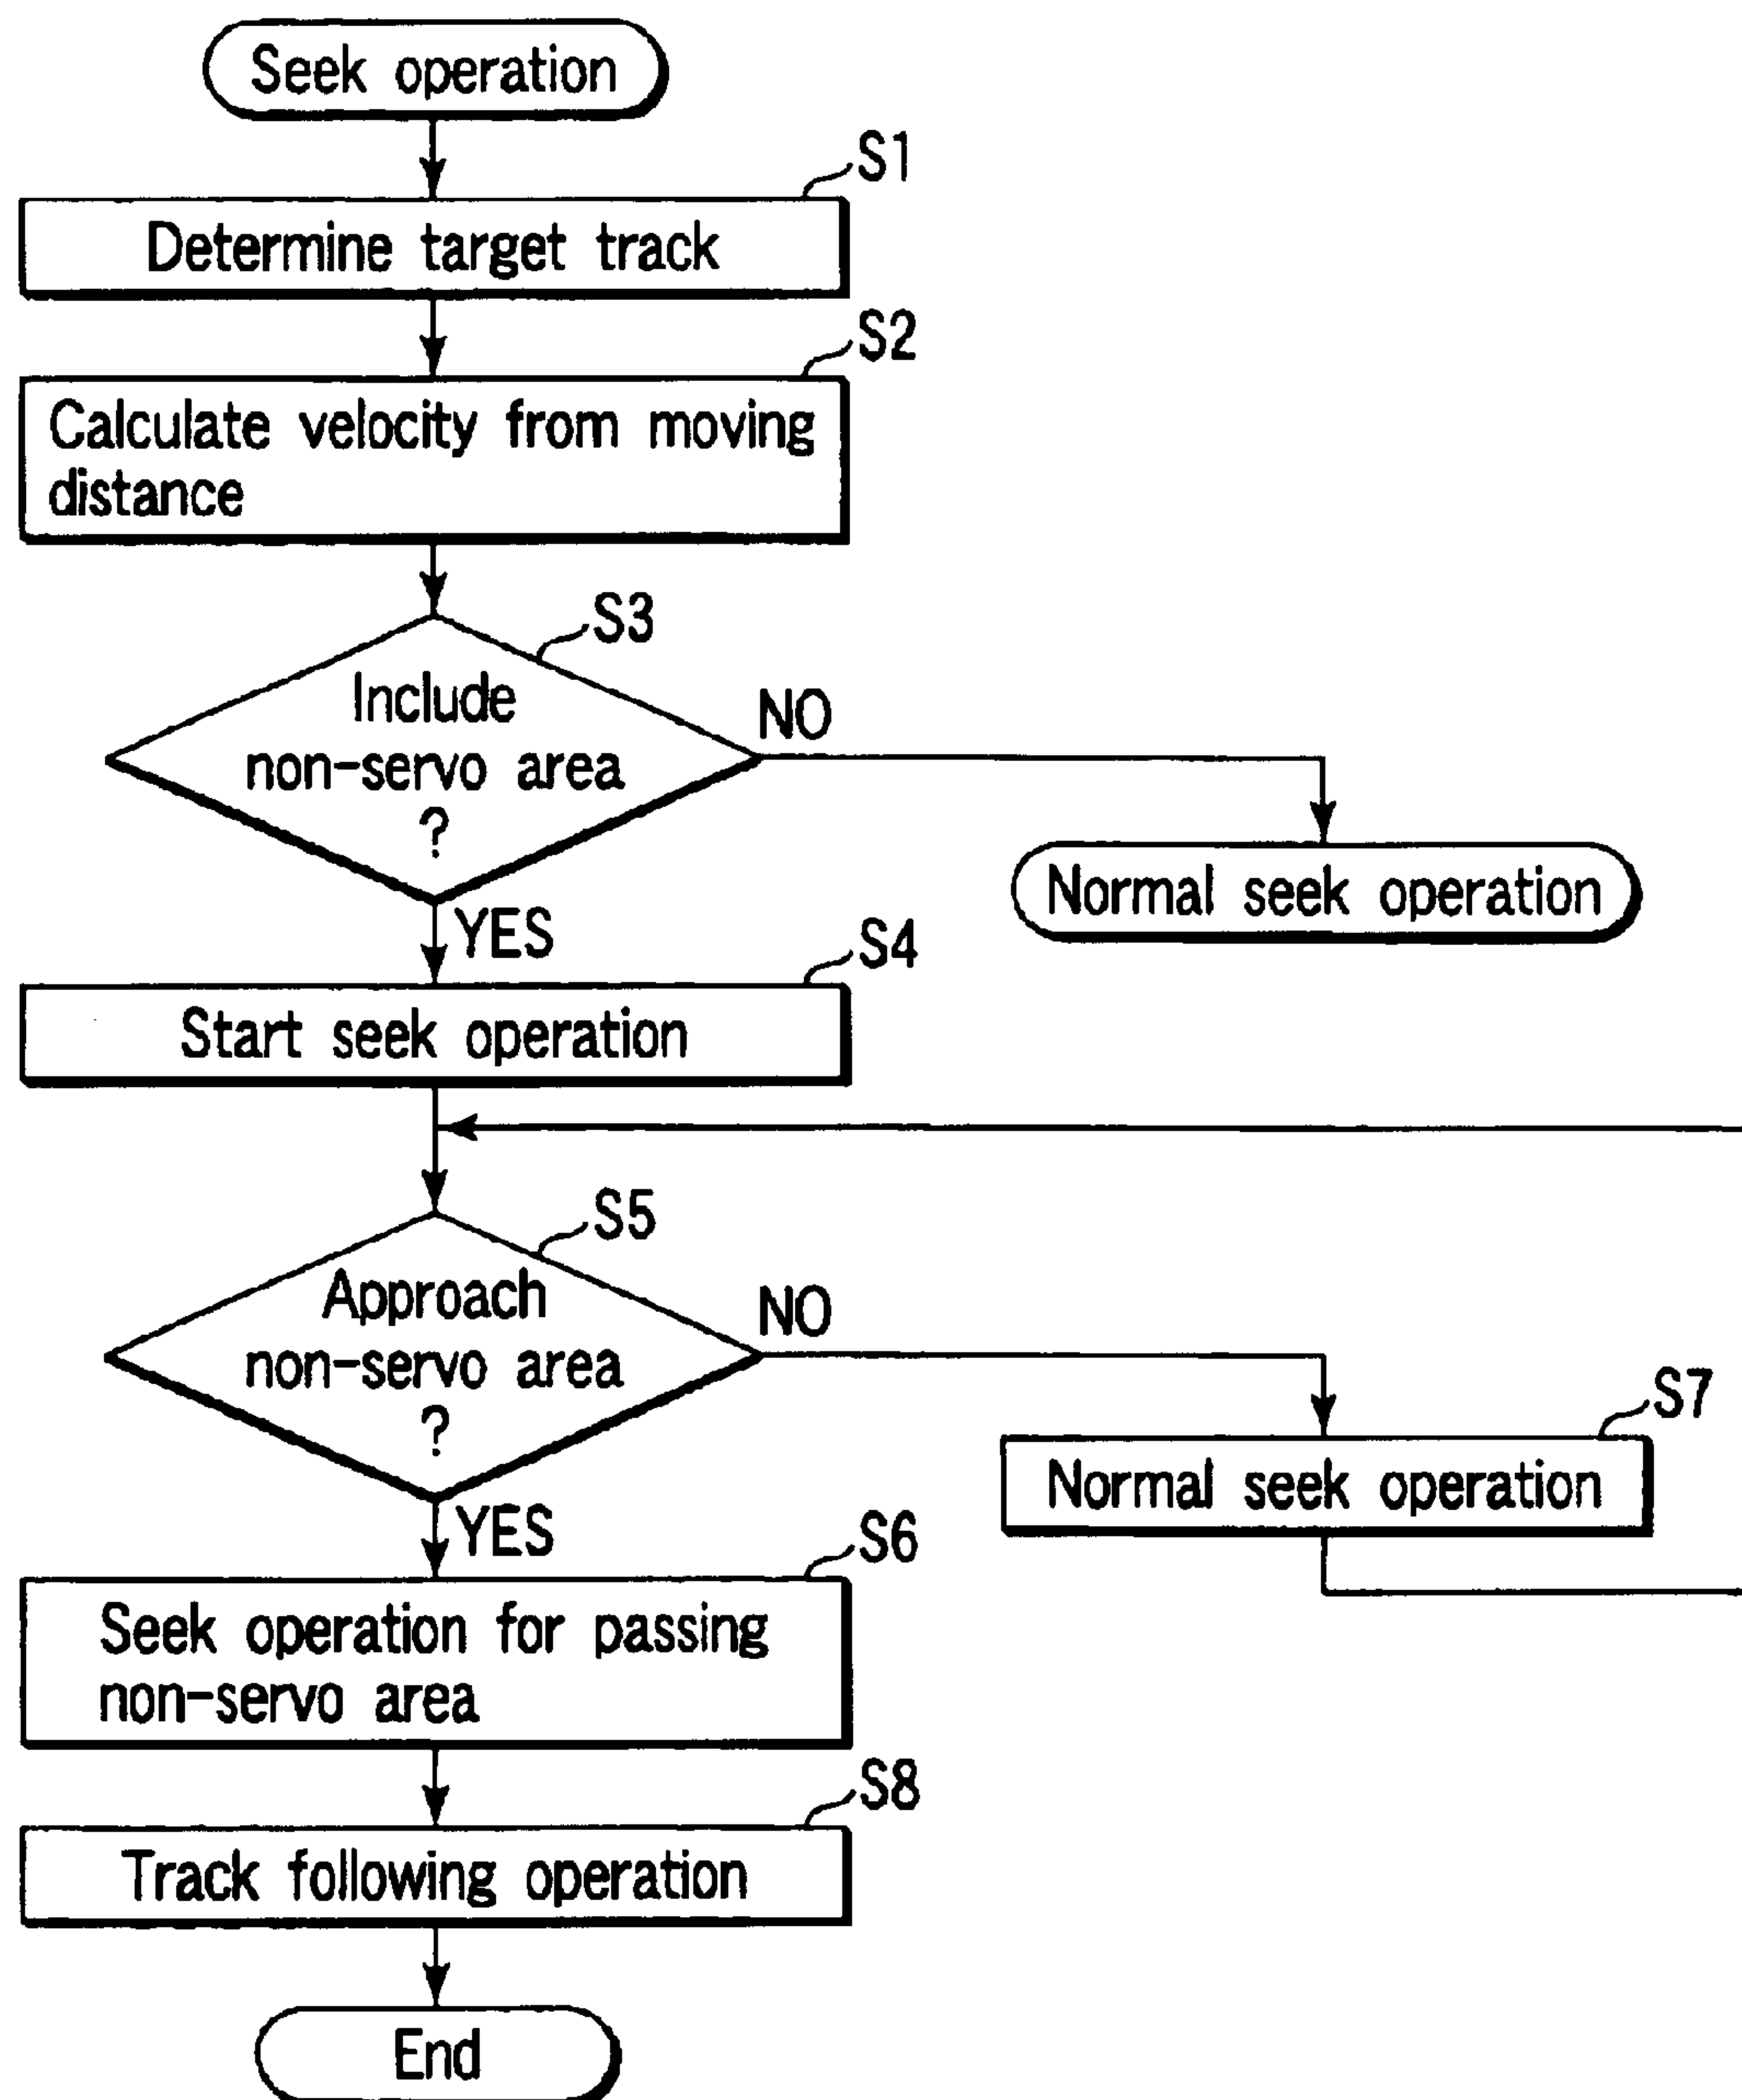 Seek operation
S1
Determine target track
S2
Calculate velocity from moving
distance
S3
Include
non-servo area
?
NO
Normal seek operation
YES
S4
Start seek operation
S5
Approach
non-servo area
?
NO
S7
Normal seek operation
YES
S6
Seek operation for passing
non-servo area
S8
Track following operation
End